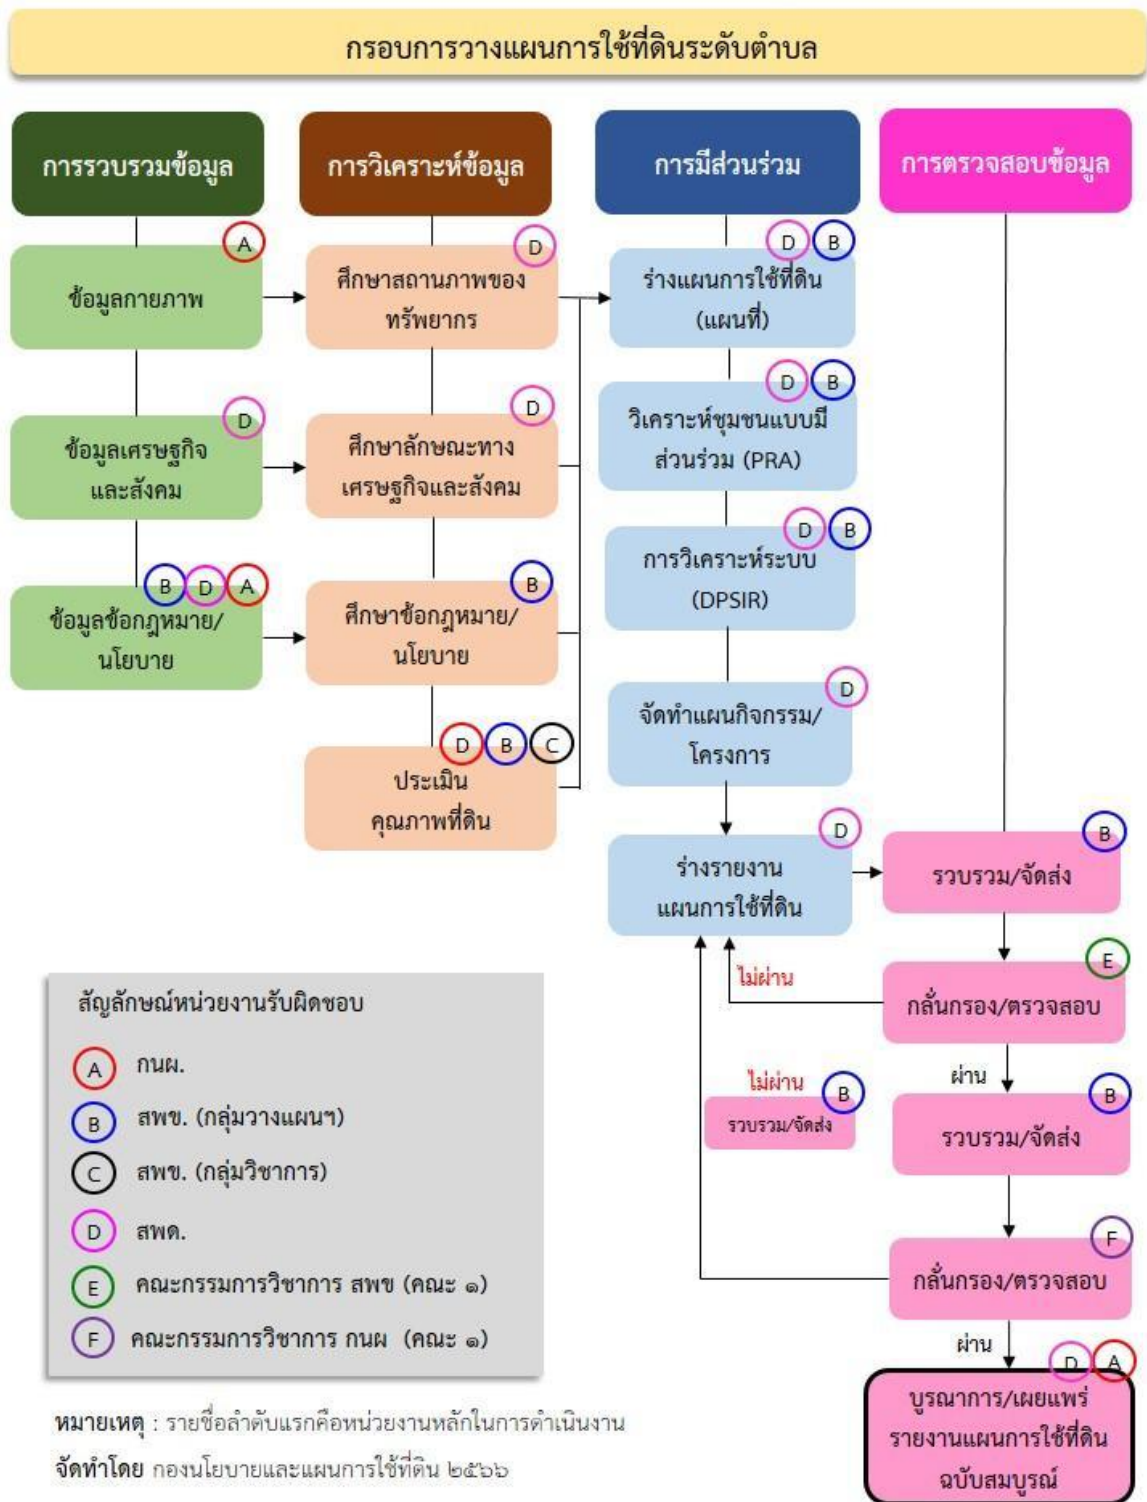 กรอบการวางแผนการใช้ที่ดินระดับตำบล
การรวบรวมข้อมูล
A
ข้อมูลกายภาพ
D
ข้อมูลเศรษฐกิจ
และสังคม
B D A
ข้อมูลข้อกฎหมาย/
นโยบาย
การวิเคราะห์ข้อมูล
D
ศึกษาสถานภาพของ
ทรัพยากร
D
ศึกษาลักษณะทาง
เศรษฐกิจและสังคม
B
ศึกษาข้อกฎหมาย/
นโยบาย
D B C
ประเมิน
คุณภาพที่ดิน
การมีส่วนร่วม
D B
ร่างแผนการใช้ที่ดิน
(แผนที่)
D B
วิเคราะห์ชุมชนแบบมี
ส่วนร่วม (PRA)
D B
การวิเคราะห์ระบบ
(DPSIR)
D
จัดทำแผนกิจกรรม/
โครงการ
D
ร่างรายงาน
แผนการใช้ที่ดิน
การตรวจสอบข้อมูล
B
รวบรวม/จัดส่ง
E
กลั่นกรอง/ตรวจสอบ
ไม่ผ่าน
ผ่าน
B
รวบรวม/จัดส่ง
F
กลั่นกรอง/ตรวจสอบ
ไม่ผ่าน
B
รวบรวม/จัดส่ง
ผ่าน
D A
บูรณาการ/เผยแพร่
รายงานแผนการใช้ที่ดิน
ฉบับสมบูรณ์
สัญลักษณ์หน่วยงานรับผิดชอบ
A กนผ.
B สพข. (กลุ่มวางแผนฯ)
C สพข. (กลุ่มวิชาการ)
D สพด.
E คณะกรรมการวิชาการ สพข (คณะ ๑)
F คณะกรรมการวิชาการ กนผ (คณะ ๑)
หมายเหตุ : รายชื่อลำดับแรกคือหน่วยงานหลักในการดำเนินงาน
จัดทำโดย กองนโยบายและแผนการใช้ที่ดิน ๒๕๖๖